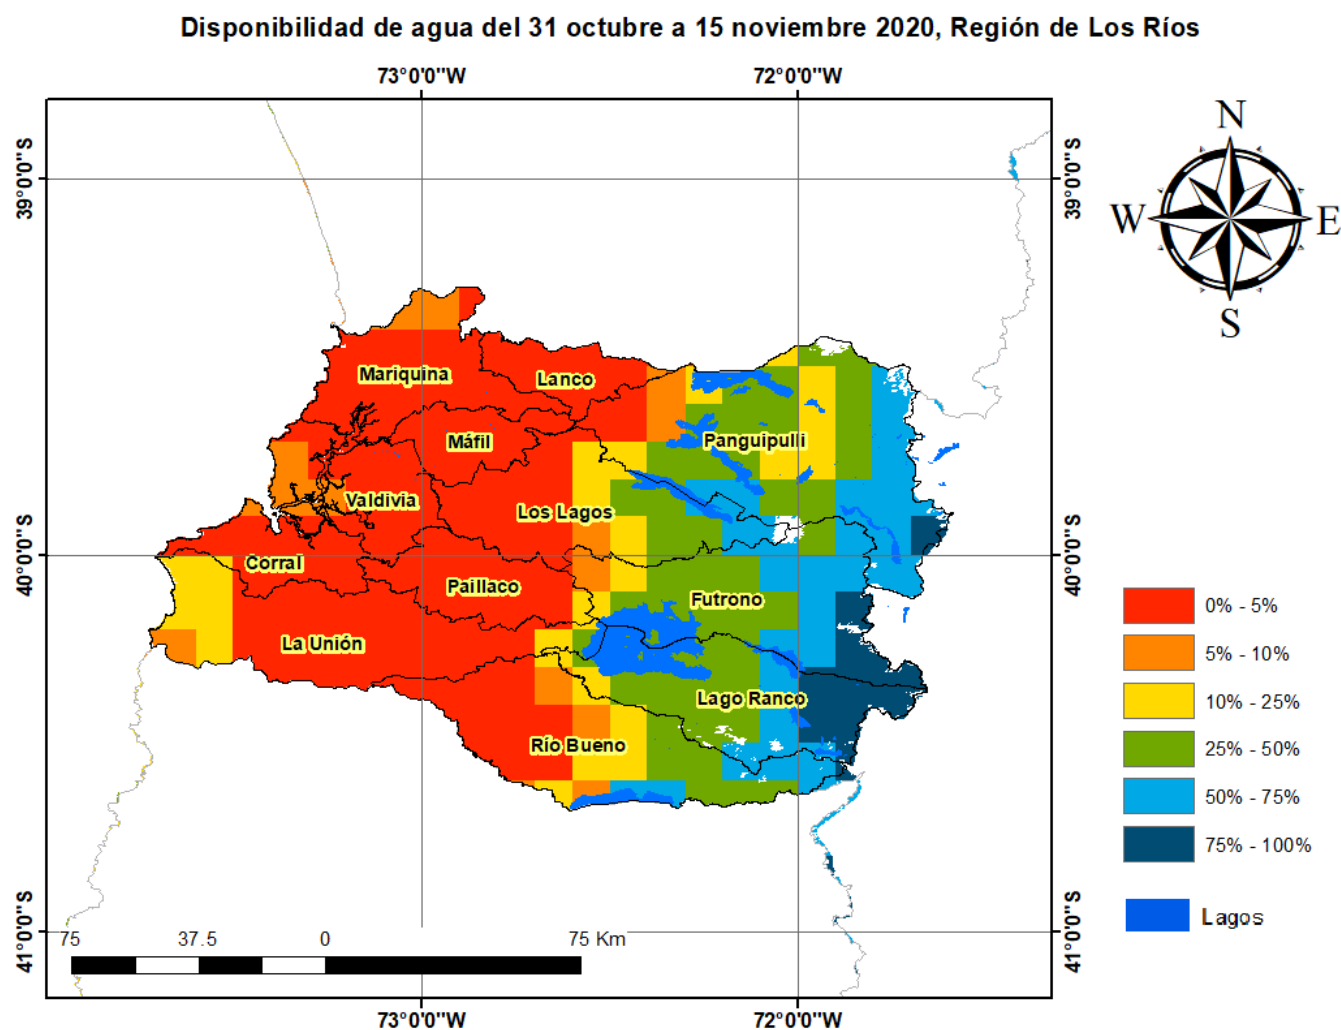 Disponibilidad de agua del 31 octubre a 15 noviembre 2020, Región de Los Ríos
73°0'0"W
72°0'0"W
N
39°0'0"S
39°0'0"S
W
E
S
Mariquina
Lanco
Máfil
Panguipulli
Valdivia
Los Lagos
40°0'0"S
40°0'0"S
Corral
Paillaco
Futrono
0% - 5%
La Unión
5% - 10%
Lago Ranco
10% - 25%
Río Bueno
25% - 50%
50% - 75%
75% - 100%
Lagos
41°0'0"S
41°0'0"S
75 37.5 0 75 Km
73°0'0"W
72°0'0"W